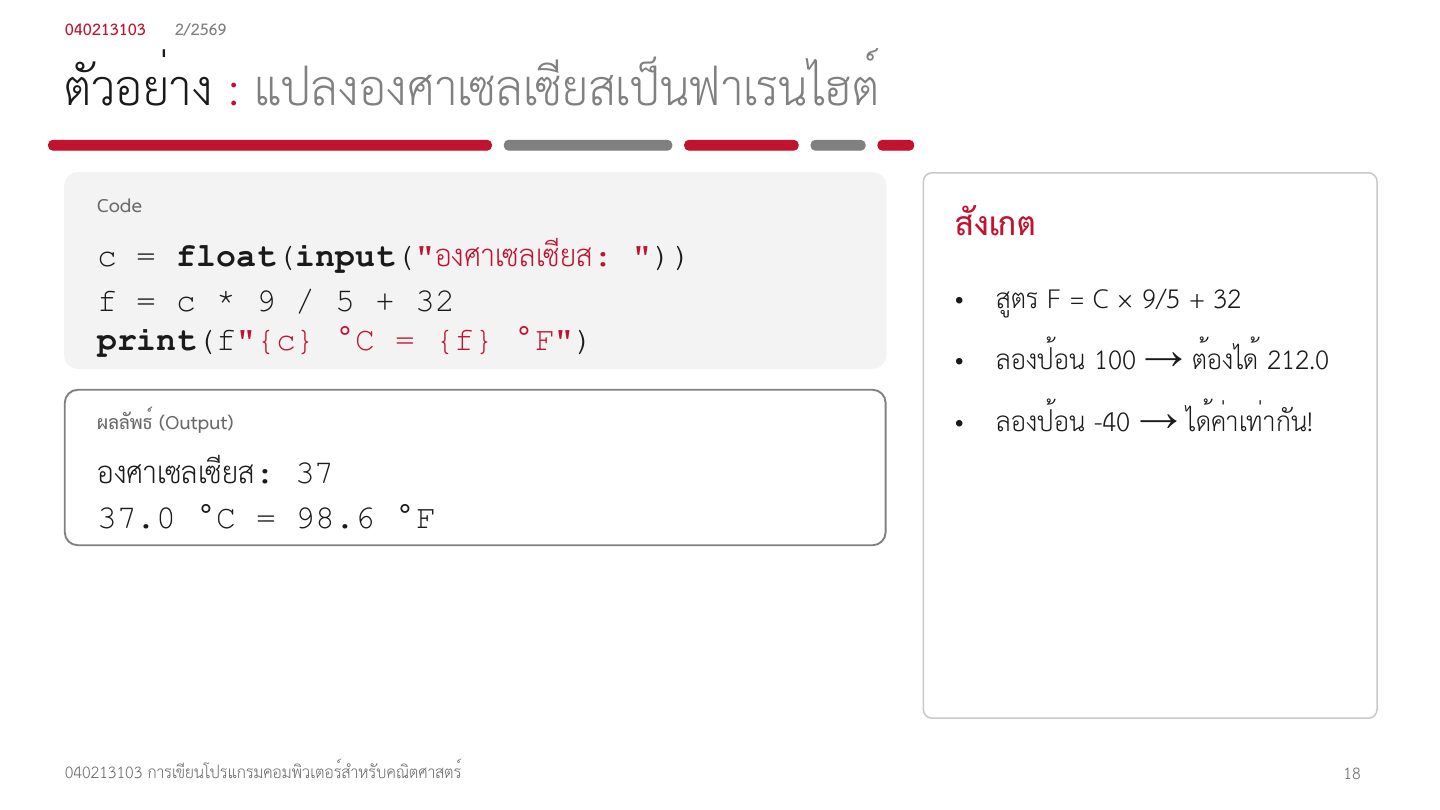 040213103 2/2569
ตัวอย่าง : แปลงองศาเซลเซียสเป็นฟาเรนไฮต์
Code
c = float(input("องศาเซลเซียส: "))
f = c * 9 / 5 + 32
print(f"{c} °C = {f} °F")
ผลลัพธ์ (Output)
องศาเซลเซียส: 37
37.0 °C = 98.6 °F
สังเกต
• สูตร F = C × 9/5 + 32
• ลองป้อน 100 → ต้องได้ 212.0
• ลองป้อน -40 → ได้ค่าเท่ากัน!
040213103 การเขียนโปรแกรมคอมพิวเตอร์สำหรับคณิตศาสตร์
18